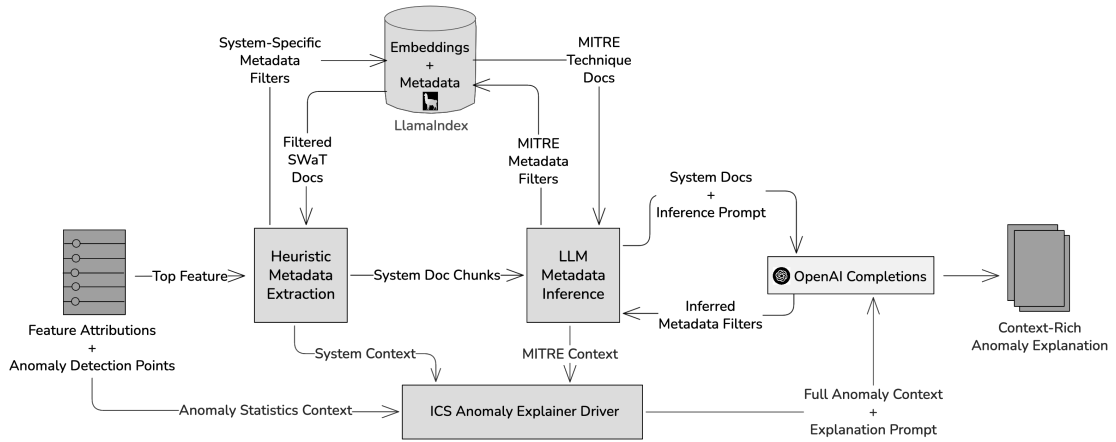 System-Specific
Metadata
Filters
Embeddings
+
Metadata
LlamaIndex
MITRE
Technique
Docs
Filtered
SWaT
Docs
MITRE
Metadata
Filters
System Docs
+
Inference Prompt
Top Feature
Heuristic
Metadata
Extraction
System Doc Chunks
LLM
Metadata
Inference
OpenAI Completions
Inferred
Metadata Filters
Feature Attributions
+
Anomaly Detection Points
Context-Rich
Anomaly Explanation
System Context
MITRE Context
Anomaly Statistics Context
ICS Anomaly Explainer Driver
Full Anomaly Context
+
Explanation Prompt